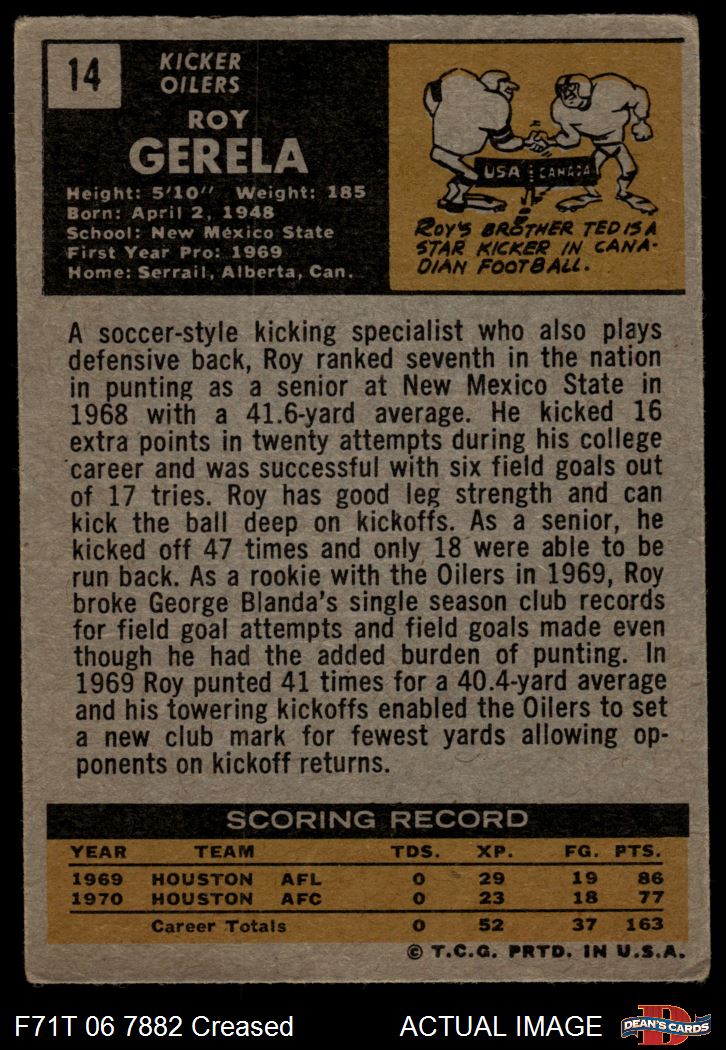 14
KICKER
OILERS
ROY
GERELA
Height: 5'10" Weight: 185
Born: April 2, 1948
School: New Mexico State
First Year Pro: 1969
Home: Serrail, Alberta, Can.
USA CANADA
ROY'S BROTHER TED IS A
STAR KICKER IN CANA-
DIAN FOOTBALL.
A soccer-style kicking specialist who also plays
defensive back, Roy ranked seventh in the nation
in punting as a senior at New Mexico State in
1968 with a 41.6-yard average. He kicked 16
extra points in twenty attempts during his college
career and was successful with six field goals out
of 17 tries. Roy has good leg strength and can
kick the ball deep on kickoffs. As a senior, he
kicked off 47 times and only 18 were able to be
run back. As a rookie with the Oilers in 1969, Roy
broke George Blanda's single season club records
for field goal attempts and field goals made even
though he had the added burden of punting. In
1969 Roy punted 41 times for a 40.4-yard average
and his towering kickoffs enabled the Oilers to set
a new club mark for fewest yards allowing op-
ponents on kickoff returns.
SCORING RECORD
YEAR TEAM TDS. XP. FG. PTS.
1969 HOUSTON AFL 0 29 19 86
1970 HOUSTON AFC 0 23 18 77
Career Totals 0 52 37 163
© T.C.G. PRTD. IN U.S.A.
F71T 06 7882 Creased ACTUAL IMAGE
D
DEAN'S CARDS